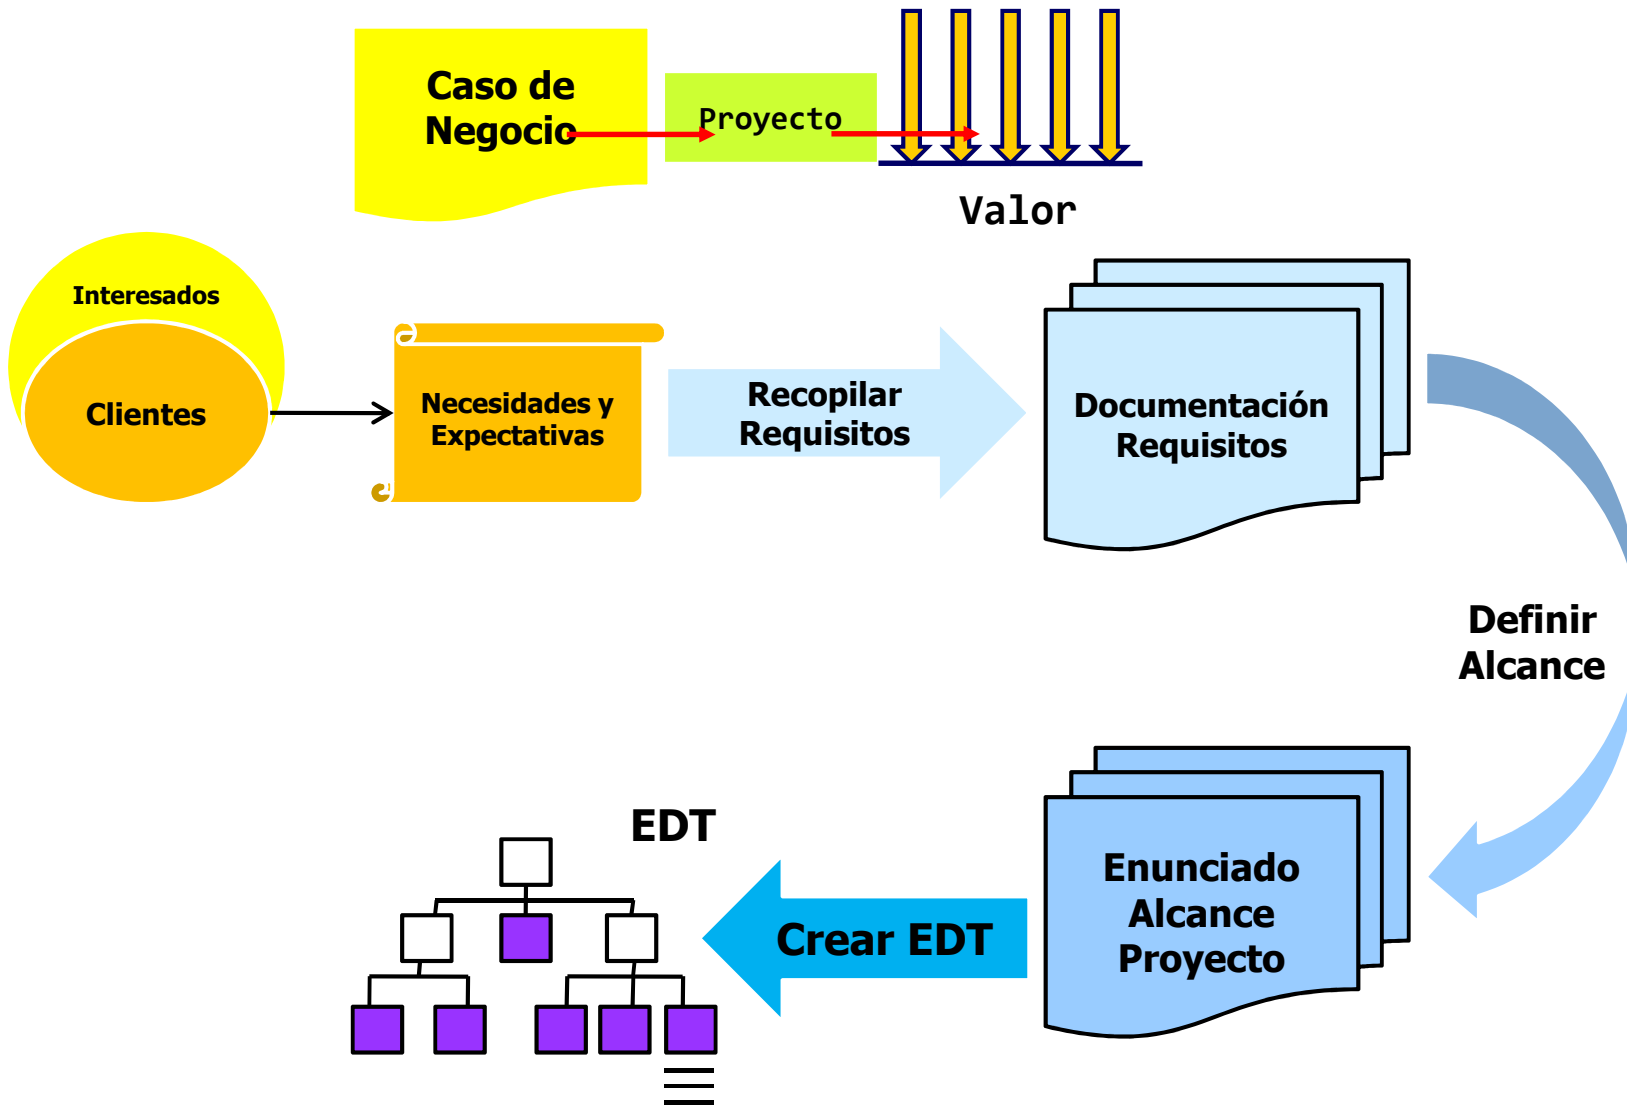 Caso de
Negocio
Proyecto
Valor
Interesados
Clientes
Necesidades y
Expectativas
Recopilar
Requisitos
Documentación
Requisitos
Definir
Alcance
EDT
Crear EDT
Enunciado
Alcance
Proyecto